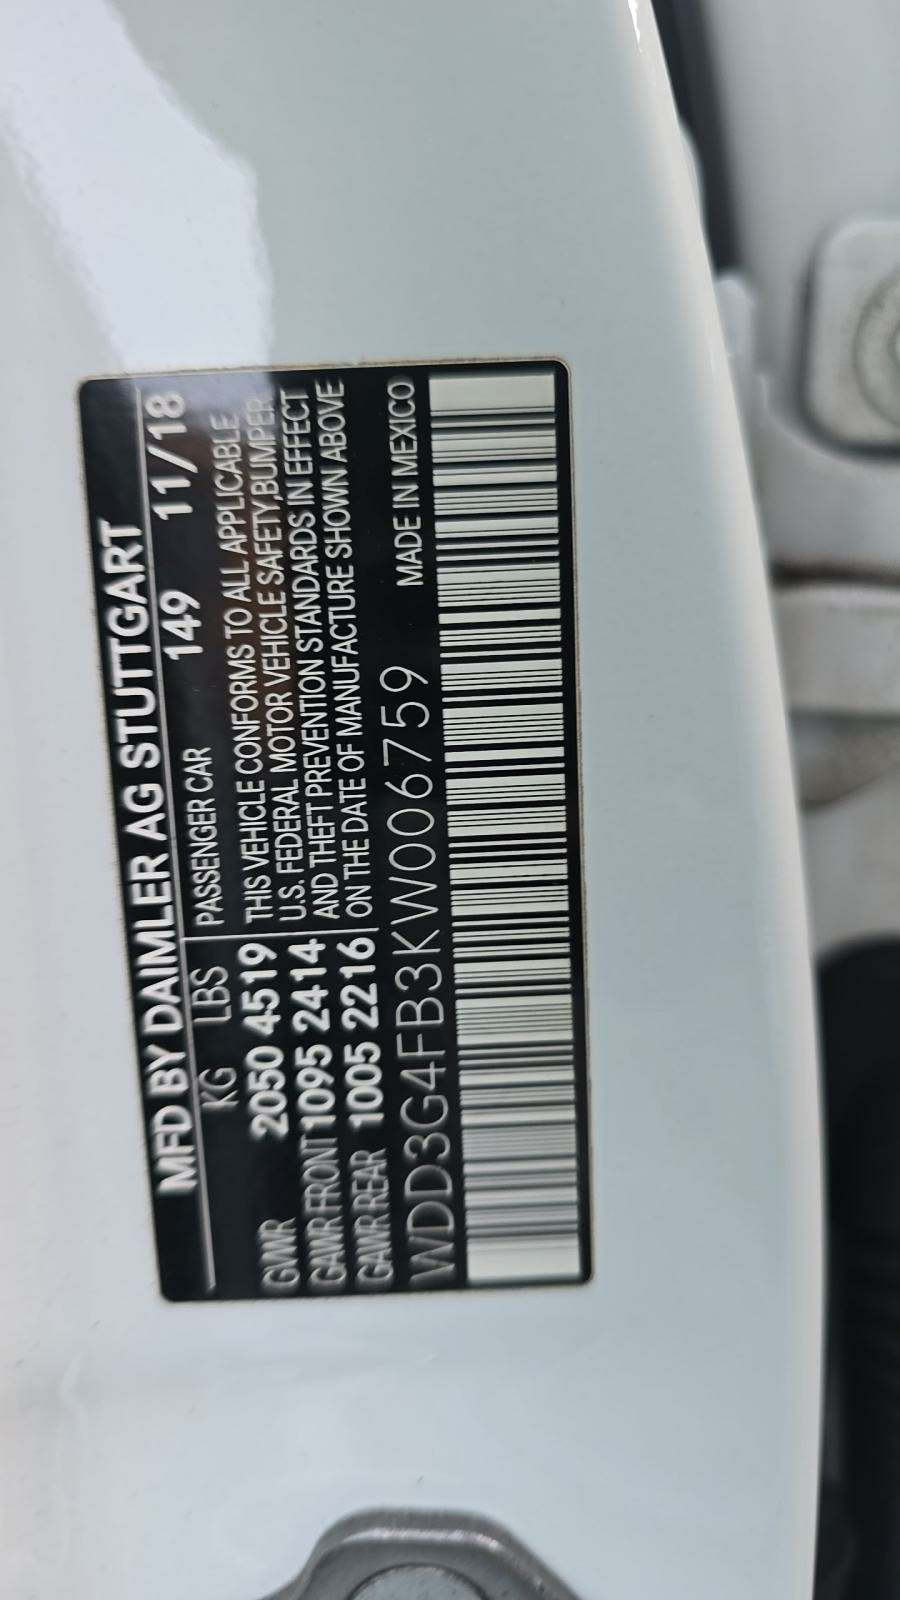 MFD BY DAIMLER AG STUTTGART
KG LBS PASSENGER CAR 149 11/18
GVWR 2050 4519 THIS VEHICLE CONFORMS TO ALL APPLICABLE
GAWR FRONT 1095 2414 U.S. FEDERAL MOTOR VEHICLE SAFETY,BUMPER
GAWR REAR 1005 2216 AND THEFT PREVENTION STANDARDS IN EFFECT
ON THE DATE OF MANUFACTURE SHOWN ABOVE
WDD3G4FB3KW006759 MADE IN MEXICO